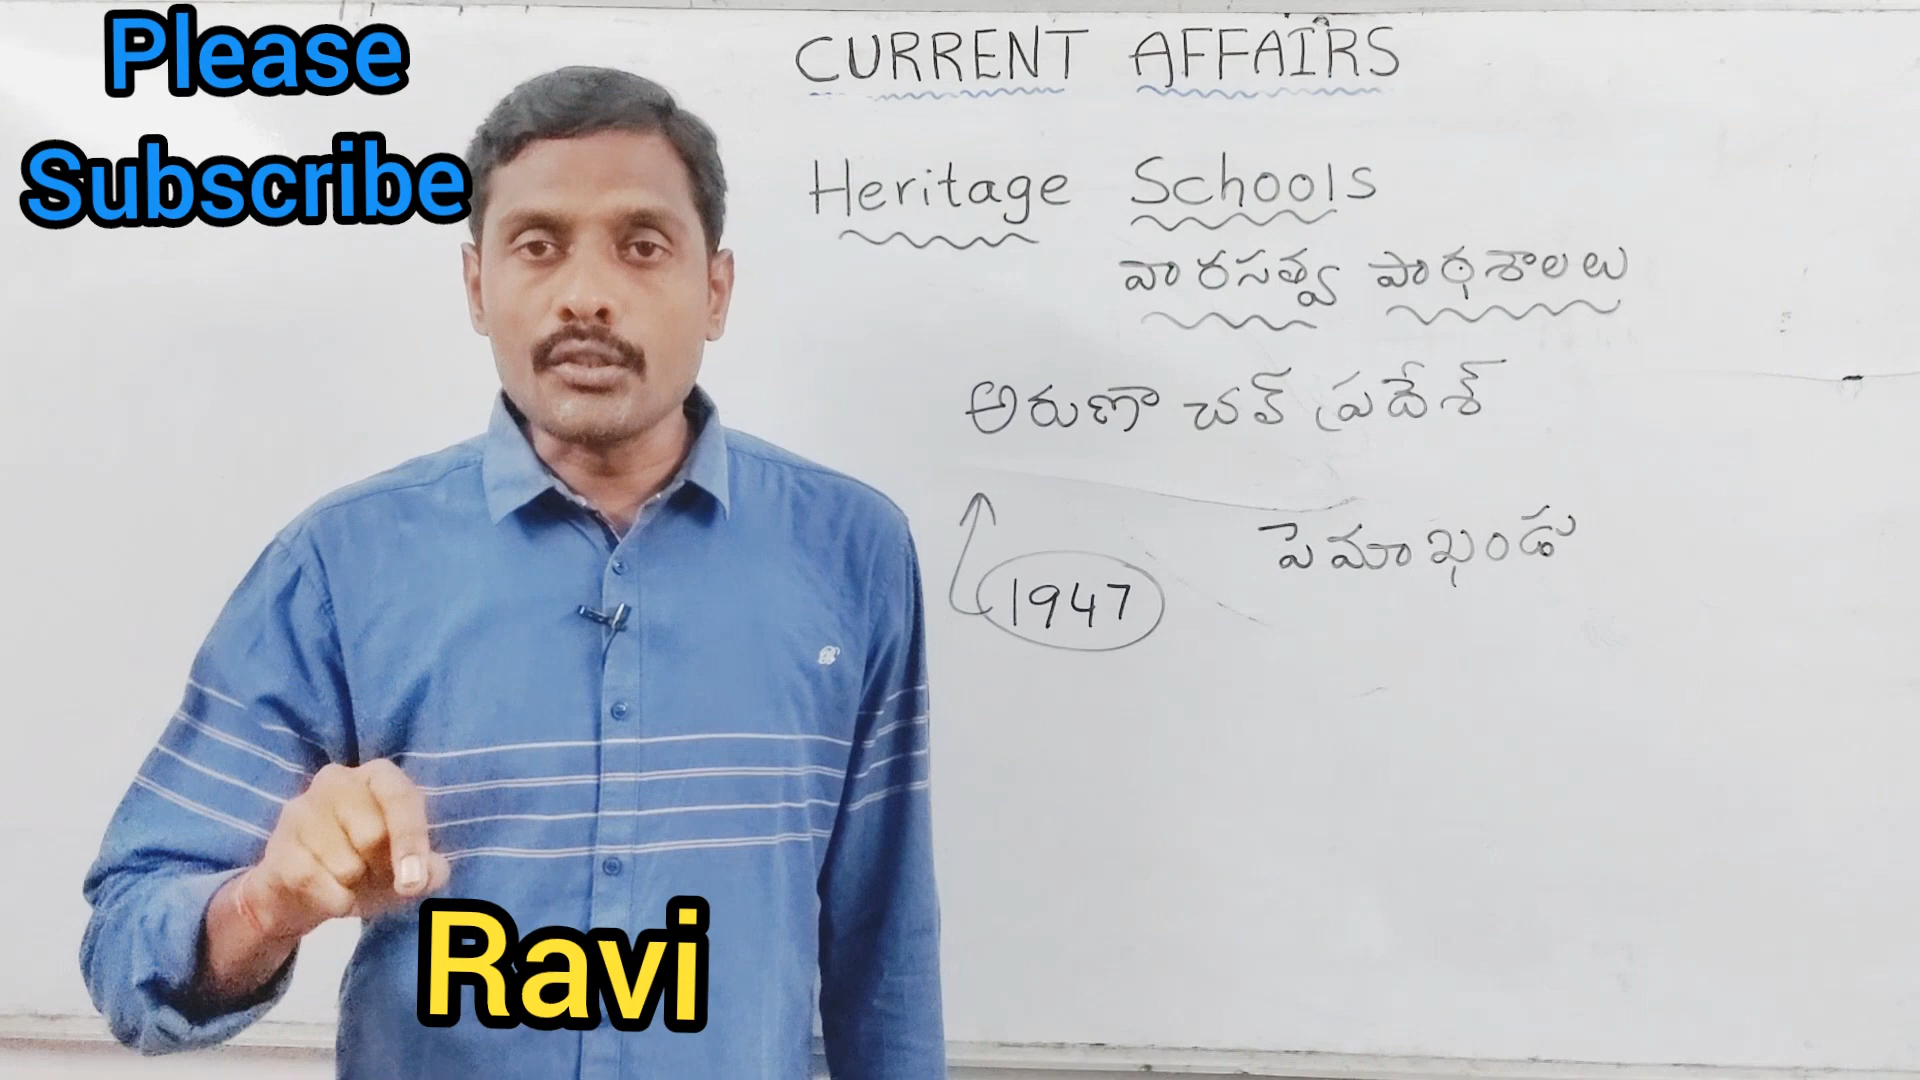 Please
Subscribe
CURRENT AFFAIRS
Heritage Schools
వారసత్వ పాఠశాలలు
అరుణాచల్ ప్రదేశ్
1947
పెమాఖండు
Ravi